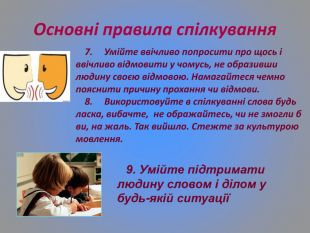 Основні правила спілкування
7. Умійте ввічливо попросити про щось і
ввічливо відмовити у чомусь, не образивши
людину своєю відмовою. Намагайтеся чемно
пояснити причину прохання чи відмови.
8. Використовуйте в спілкуванні слова будь
ласка, вибачте, не ображайтесь, чи не змогли б
ви, на жаль. Так вийшло. Стежте за культурою
мовлення.
9. Умійте підтримати
людину словом і ділом у
будь-якій ситуації